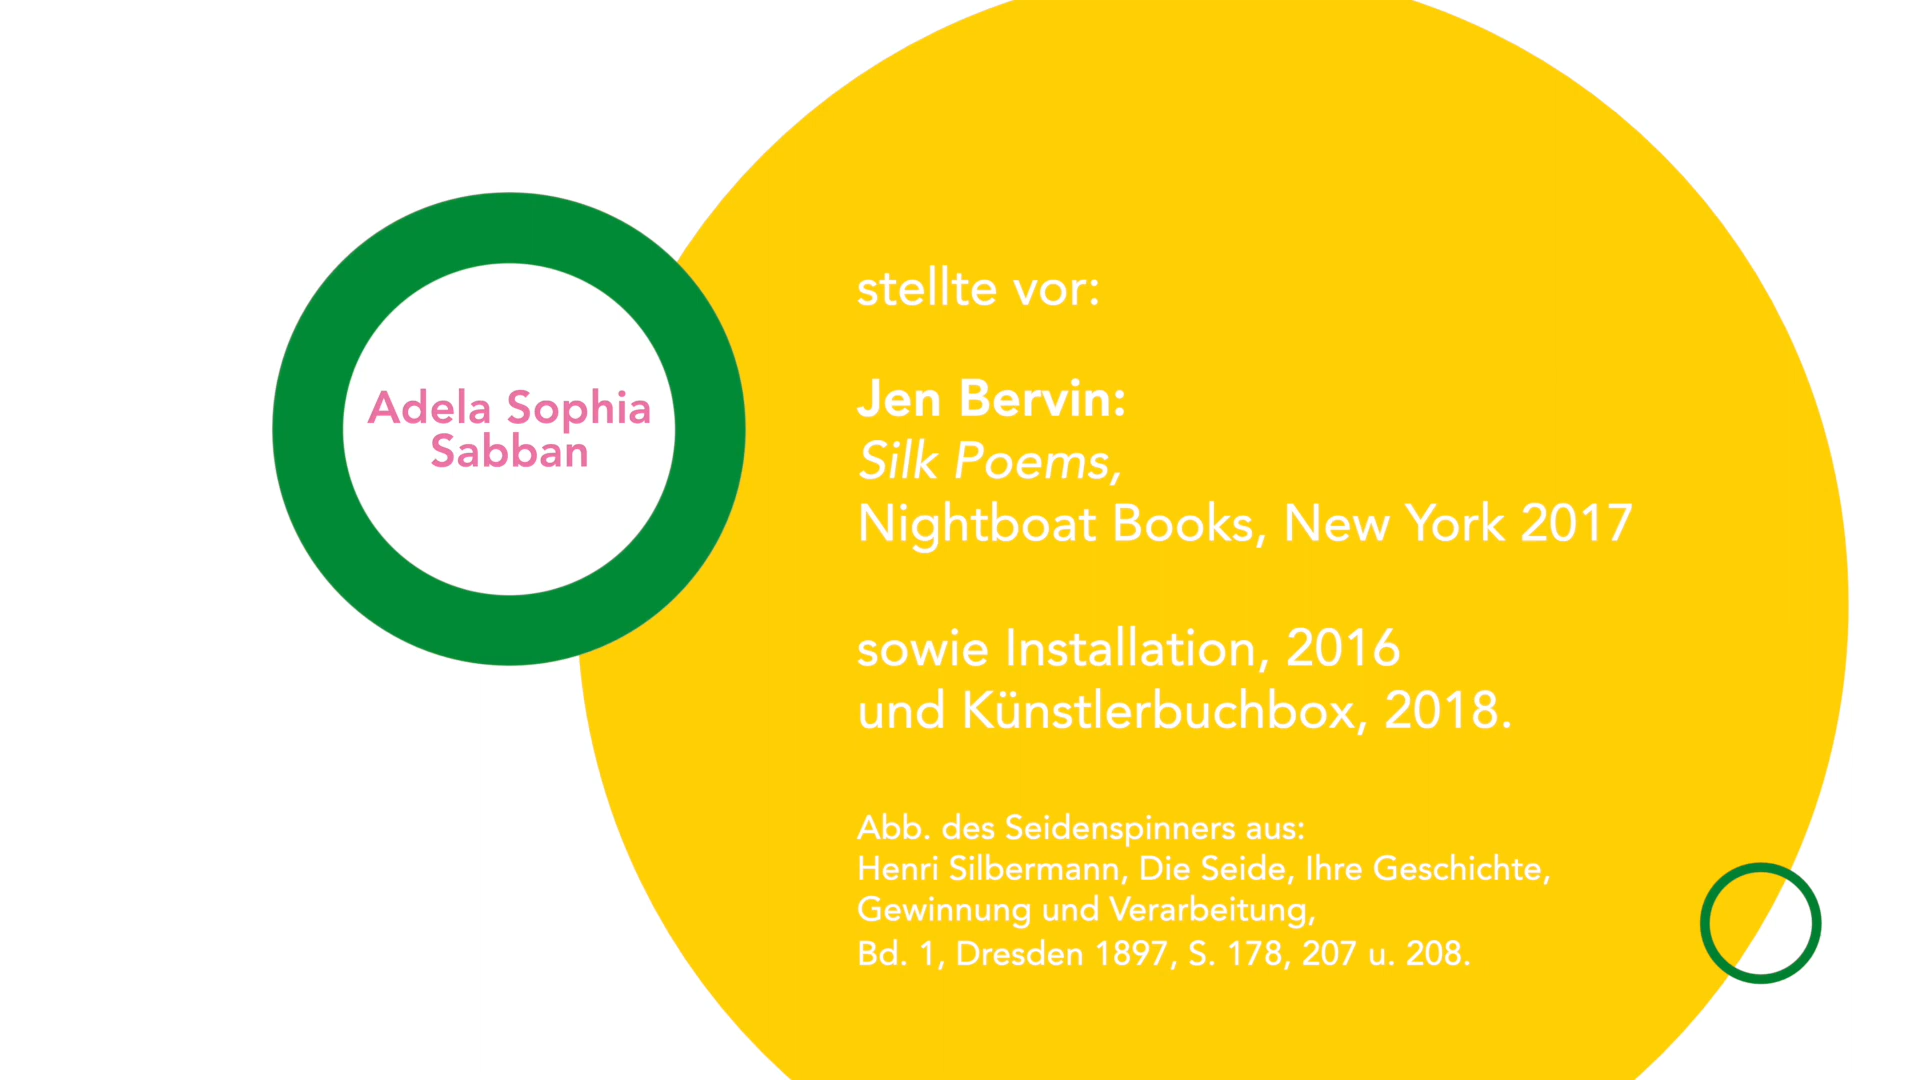 Adela Sophia
Sabban
stellte vor:
Jen Bervin:
Silk Poems,
Nightboat Books, New York 2017
sowie Installation, 2016
und Künstlerbuchbox, 2018.
Abb. des Seidenspinners aus:
Henri Silbermann, Die Seide, Ihre Geschichte,
Gewinnung und Verarbeitung,
Bd. 1, Dresden 1897, S. 178, 207 u. 208.